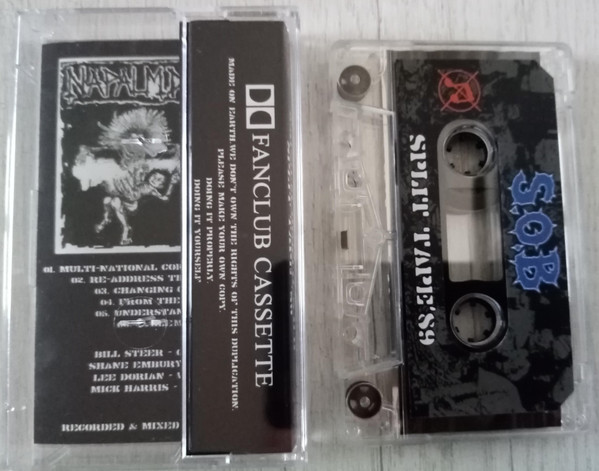 NAPALM
01. MULTI-NATIONAL
02. RE-ADDRESS
03. CHANGING
04. FROM THE
05.
BILL STEER -
SHANE EMBURY
LEE DORIAN -
MICK HARRIS -
RECORDED & MIXED
FANCLUB CASSETTE
MADE ON EARTH. WE DON'T OWN THE RIGHTS OF THIS DUPLICATION.
PLEASE MAKE YOUR OWN COPY.
DOING IT PROPERLY.
DOING IT YOURSELF
SPLIT TAPE'89
S.O.B